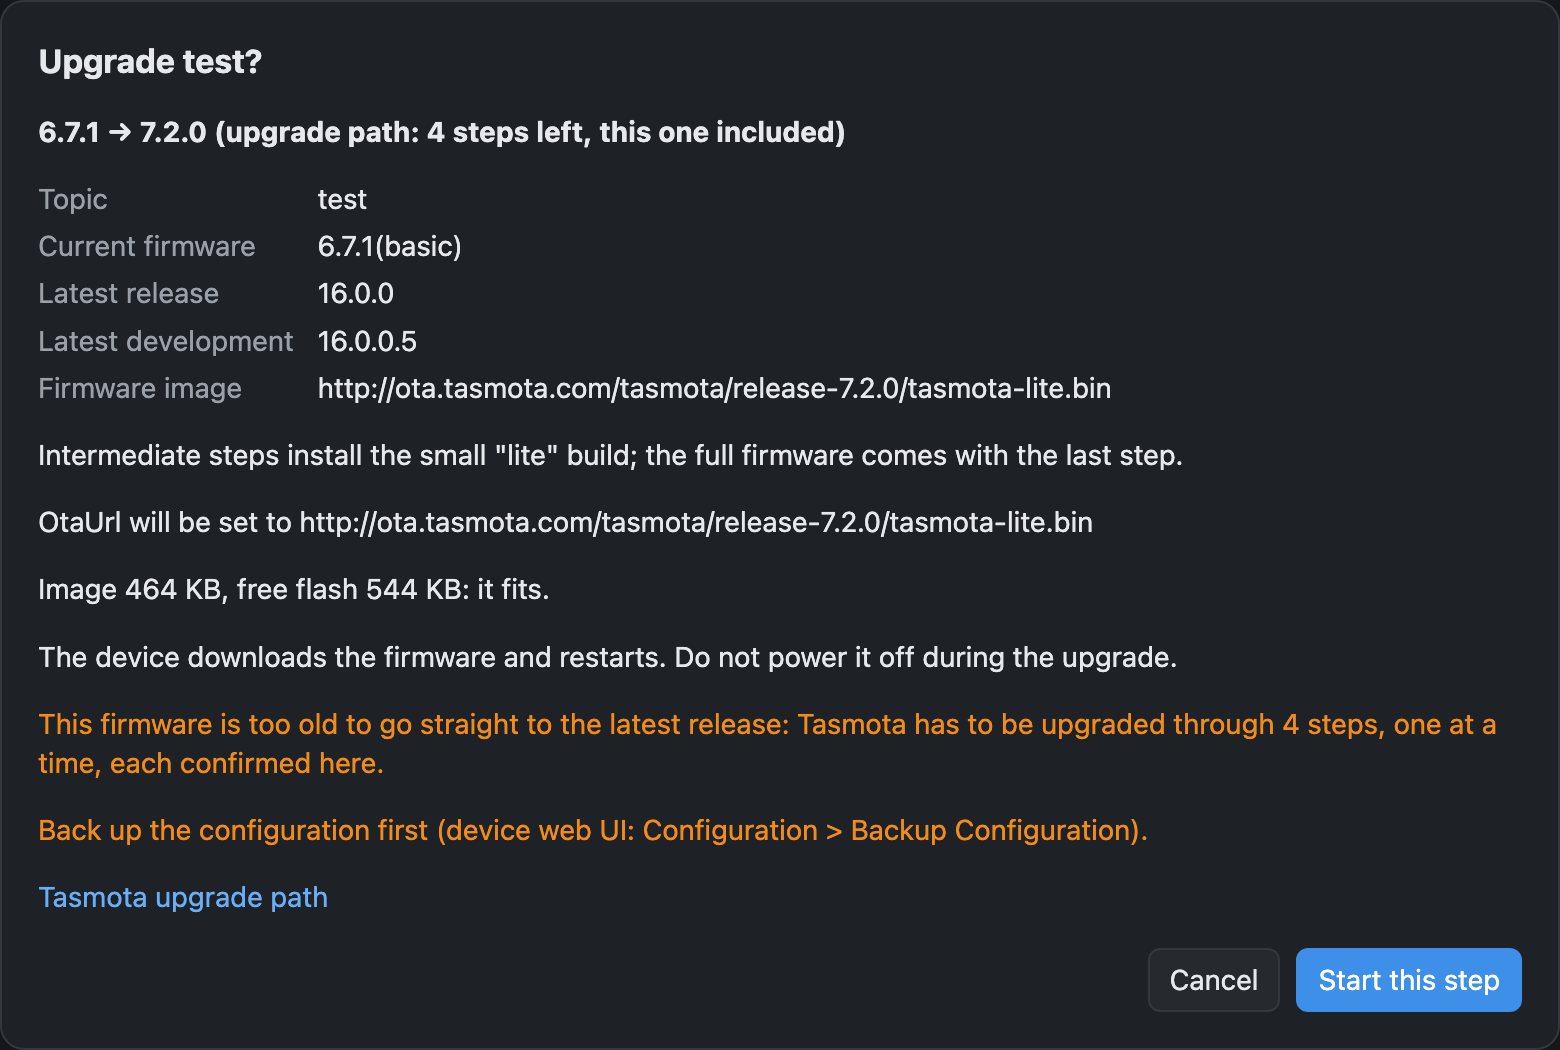 Upgrade test?
6.7.1 → 7.2.0 (upgrade path: 4 steps left, this one included)
Topic test
Current firmware 6.7.1(basic)
Latest release 16.0.0
Latest development 16.0.0.5
Firmware image http://ota.tasmota.com/tasmota/release-7.2.0/tasmota-lite.bin
Intermediate steps install the small "lite" build; the full firmware comes with the last step.
OtaUrl will be set to http://ota.tasmota.com/tasmota/release-7.2.0/tasmota-lite.bin
Image 464 KB, free flash 544 KB: it fits.
The device downloads the firmware and restarts. Do not power it off during the upgrade.
This firmware is too old to go straight to the latest release: Tasmota has to be upgraded through 4 steps, one at a
time, each confirmed here.
Back up the configuration first (device web UI: Configuration > Backup Configuration).
Tasmota upgrade path
Cancel Start this step